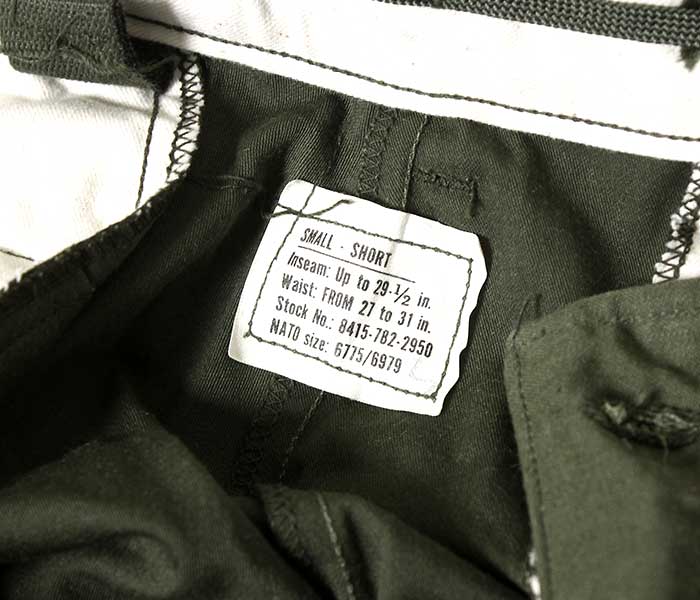 SMALL - SHORT
Inseam: Up to 29-1/2 in.
Waist: FROM 27 to 31 in.
Stock No.: 8415-782-2950
NATO size: 6775/6979